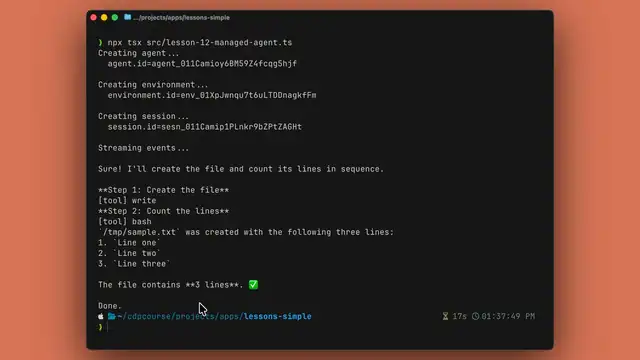 .../projects/apps/lessons-simple
❯ npx tsx src/lesson-12-managed-agent.ts
Creating agent...
agent.id=agent_011Camioy6BM59Z4fcqg5hjf
Creating environment...
environment.id=env_01XpJwnqu7t6uLTDDnagkfFm
Creating session...
session.id=sesn_011Camip1PLnkr9bZPtZAGHt
Streaming events...
Sure! I'll create the file and count its lines in sequence.
**Step 1: Create the file**
[tool] write
**Step 2: Count the lines**
[tool] bash
`/tmp/sample.txt` was created with the following three lines:
1. `Line one`
2. `Line two`
3. `Line three`
The file contains **3 lines**. ✅
Done.
~/cdpcourse/projects/apps/lessons-simple 17s 01:37:49 PM
❯